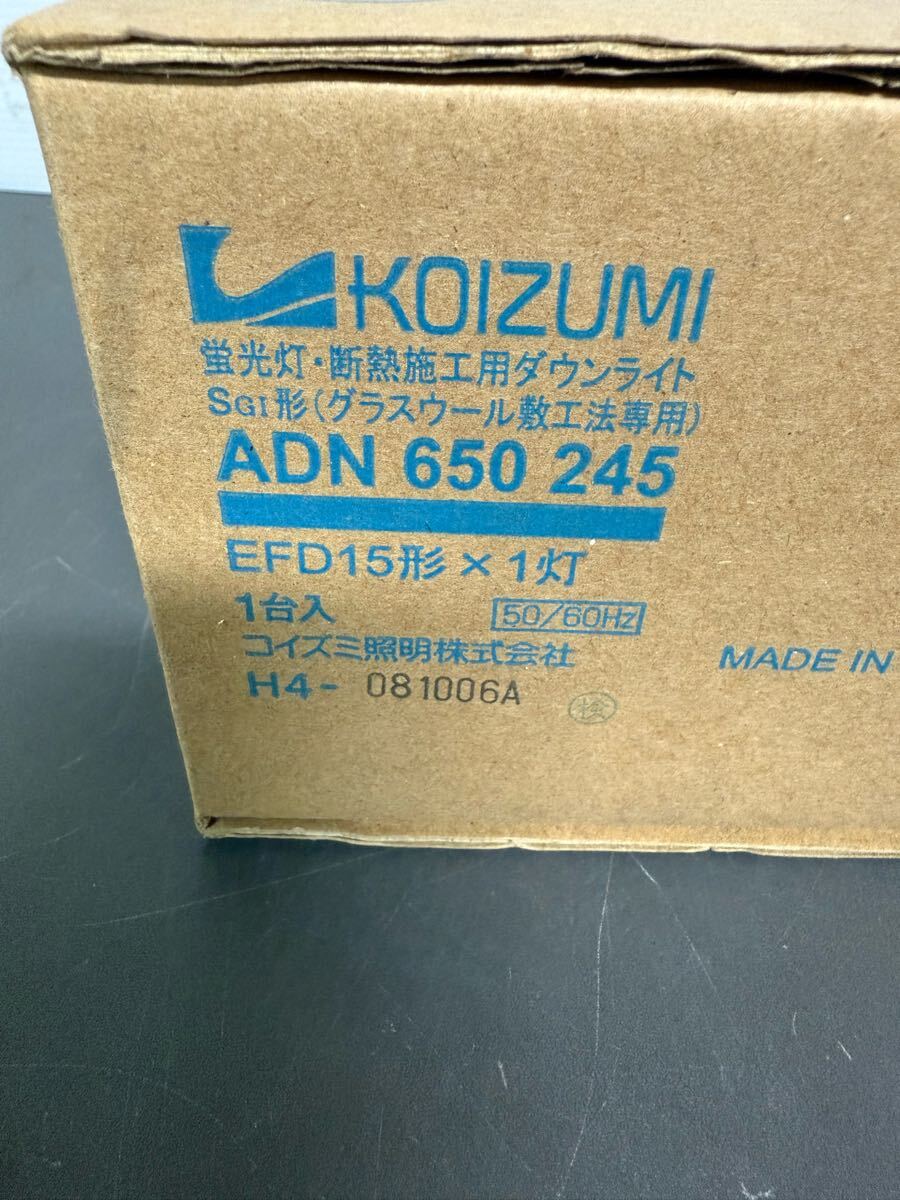 KOIZUMI
蛍光灯・断熱施工用ダウンライト
SGI形(グラスウール敷工法専用)
ADN 650 245
EFD15形 × 1灯
1台入 50/60Hz
コイズミ照明株式会社 MADE IN
H4- 081006A 検